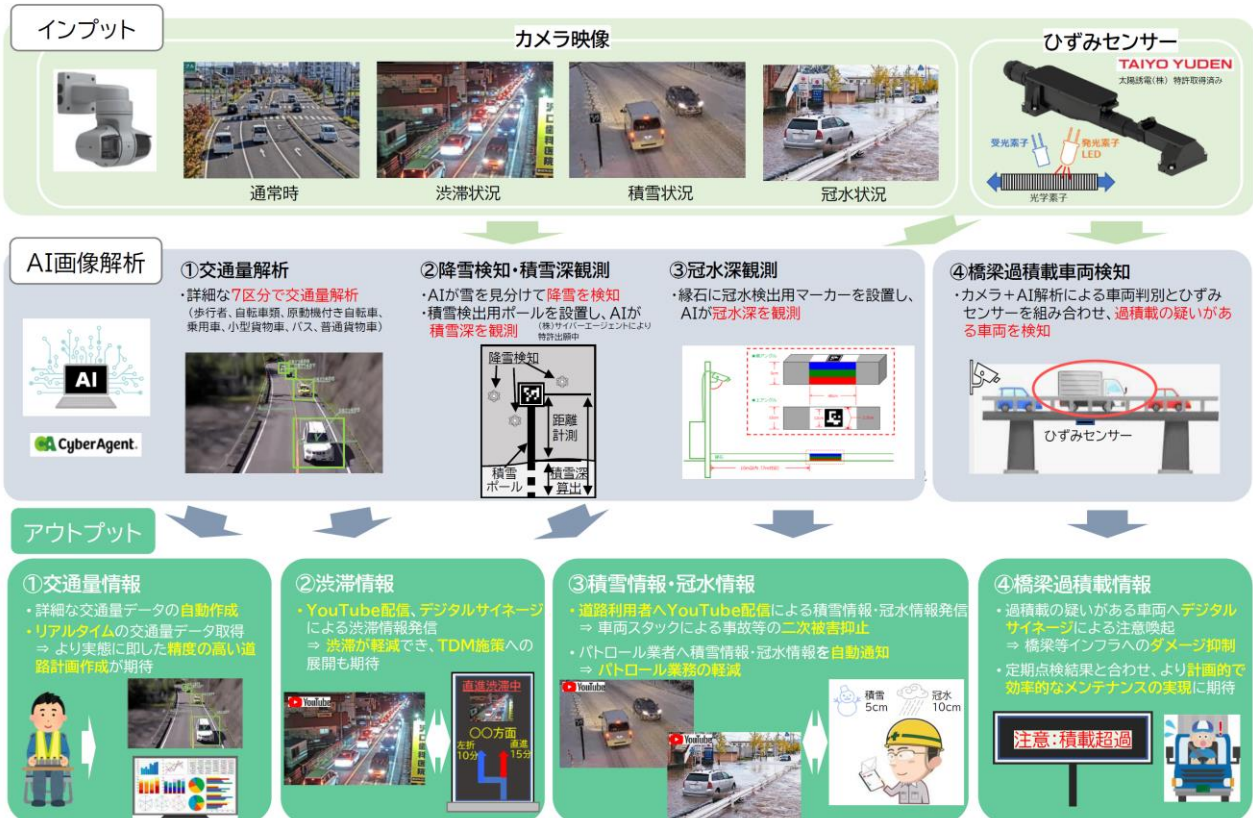 インプット
カメラ映像
通常時
渋滞状況
積雪状況
冠水状況
ひずみセンサー
TAIYO YUDEN
太陽誘電(株) 特許取得済み
受光素子
発光素子
LED
光学素子
AI画像解析
AI
CyberAgent.
①交通量解析
・詳細な7区分で交通量解析
（歩行者、自転車類、原動機付き自転車、
乗用車、小型貨物車、バス、普通貨物車）
②降雪検知・積雪深観測
・AIが雪を見分けて降雪を検知
・積雪検出用ポールを設置し、AIが
積雪深を観測
(株)サイバーエージェントにより
特許出願中
降雪検知
距離
計測
積雪
ポール
積雪深
算出
③冠水深観測
・縁石に冠水検出用マーカーを設置し、
AIが冠水深を観測
④橋梁過積載車両検知
・カメラ＋AI解析による車両判別とひずみ
センサーを組み合わせ、過積載の疑いがあ
る車両を検知
ひずみセンサー
アウトプット
①交通量情報
・詳細な交通量データの自動作成
・リアルタイムの交通量データ取得
⇒ より実態に即した精度の高い道
路計画作成が期待
②渋滞情報
・YouTube配信、デジタルサイネージ
による渋滞情報発信
⇒ 渋滞が軽減でき、TDM施策への
展開も期待
YouTube
直進渋滞中
〇〇方面
左折
10分
直進
15分
③積雪情報・冠水情報
・道路利用者へYouTube配信による積雪情報・冠水情報発信
⇒ 車両スタックによる事故等の二次被害抑止
・パトロール業者へ積雪情報・冠水情報を自動通知
⇒ パトロール業務の軽減
YouTube
YouTube
積雪
5cm
冠水
10cm
④橋梁過積載情報
・過積載の疑いがある車両へデジタル
サイネージによる注意喚起
⇒ 橋梁等インフラへのダメージ抑制
・定期点検結果と合わせ、より計画的で
効率的なメンテナンスの実現に期待
注意：積載超過